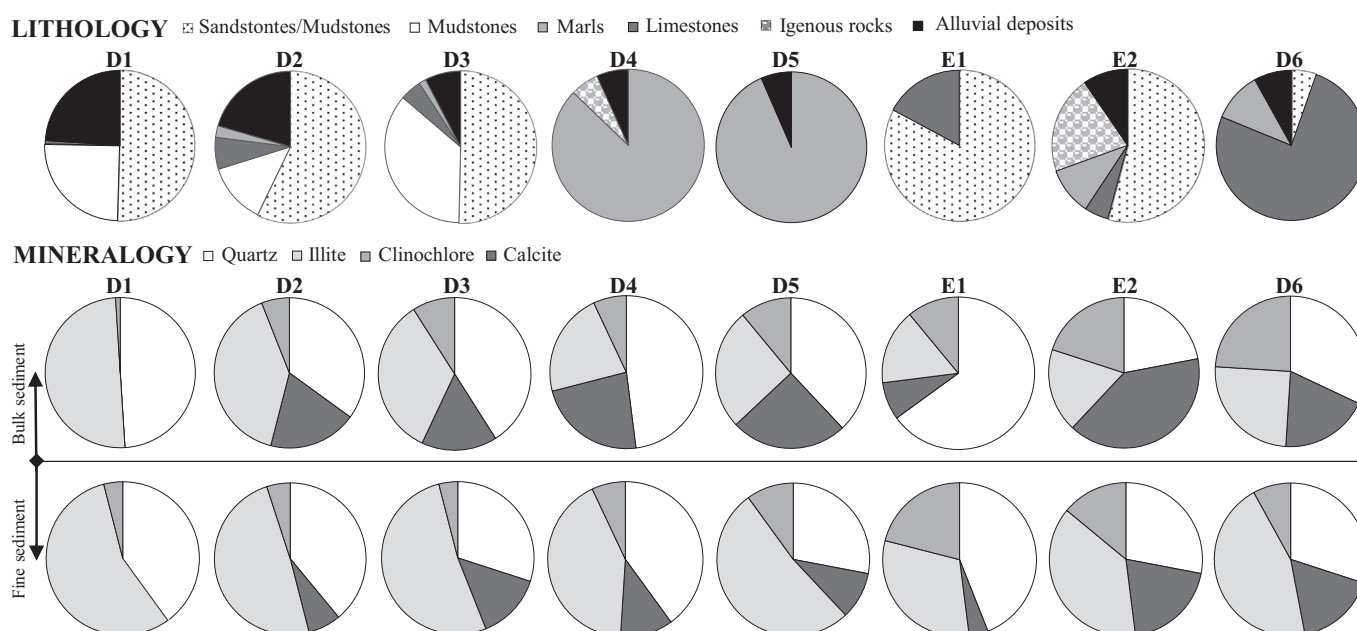 LITHOLOGY Sandstontes/Mudstones Mudstones Marls Limestones Igenous rocks Alluvial deposits
D1 D2 D3 D4 D5 E1 E2 D6
MINERALOGY Quartz Illite Clinochlore Calcite
D1 D2 D3 D4 D5 E1 E2 D6
Bulk sediment
Fine sediment